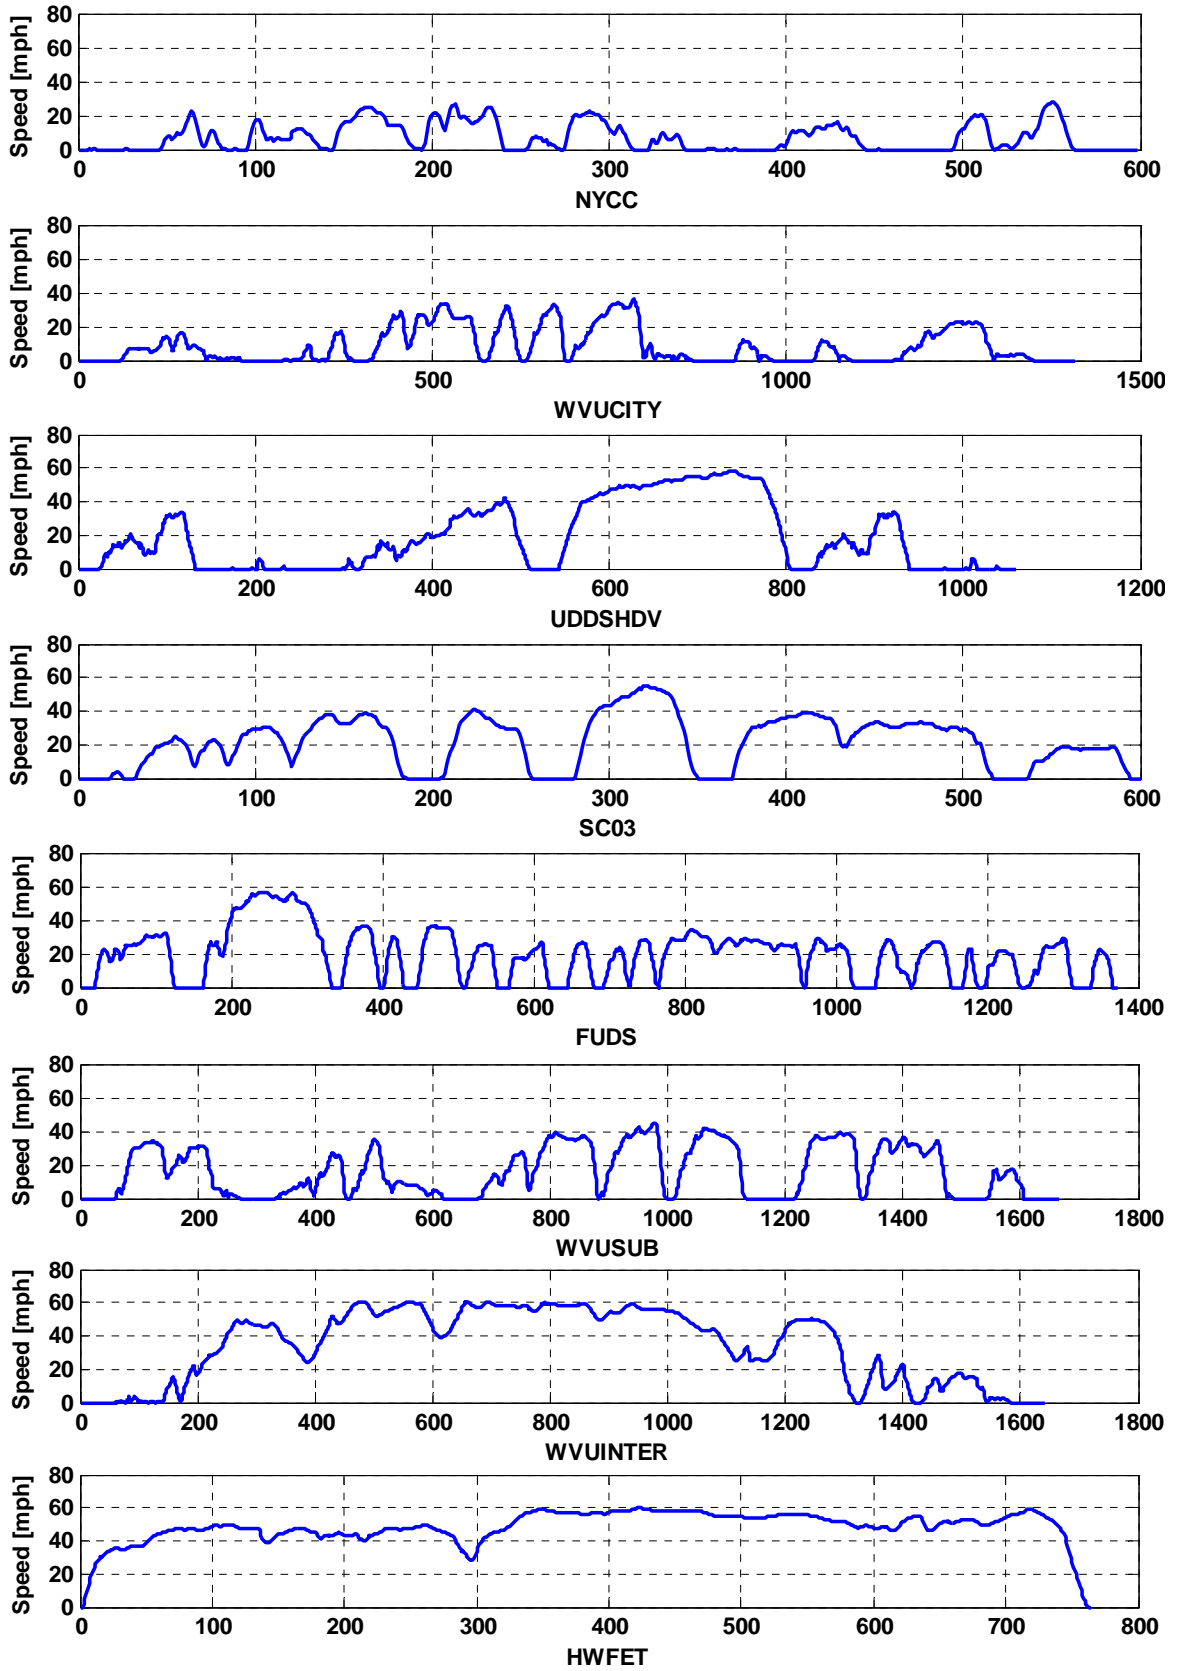 Speed [mph]
80
60
40
20
0
0 100 200 300 400 500 600
NYCC
Speed [mph]
80
60
40
20
0
0 500 1000 1500
WVUCITY
Speed [mph]
80
60
40
20
0
0 200 400 600 800 1000 1200
UDDSHDV
Speed [mph]
80
60
40
20
0
0 100 200 300 400 500 600
SC03
Speed [mph]
80
60
40
20
0
0 200 400 600 800 1000 1200 1400
FUDS
Speed [mph]
80
60
40
20
0
0 200 400 600 800 1000 1200 1400 1600 1800
WVUSUB
Speed [mph]
80
60
40
20
0
0 200 400 600 800 1000 1200 1400 1600 1800
WVUINTER
Speed [mph]
80
60
40
20
0
0 100 200 300 400 500 600 700 800
HWFET